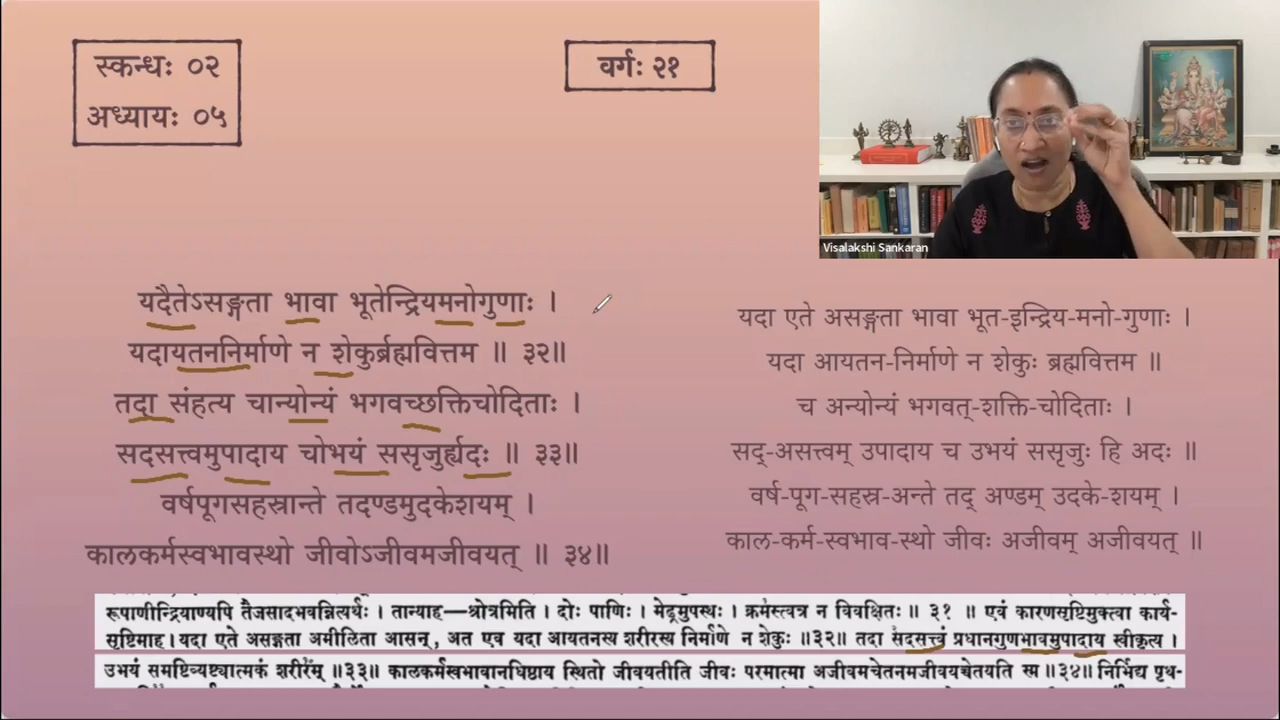 स्कन्धः ०२
अध्यायः ०५
वर्गः २१
Visalakshi Sankaran
यदैतेऽसङ्गता भावा भूतेन्द्रियमनोगुणाः ।
यदायतननिर्माणे न शेकुर्ब्रह्मवित्तम ॥ ३२॥
तदा संहत्य चान्योन्यं भगवच्छक्तिचोदिताः ।
सदसत्त्वमुपादाय चोभयं ससृजुर्ह्यदः ॥ ३३॥
वर्षपूगसहस्रान्ते तदण्डमुदकेशयम् ।
कालकर्मस्वभावस्थो जीवोऽजीवमजीवयत् ॥ ३४॥
यदा एते असङ्गता भावा भूत-इन्द्रिय-मनो-गुणाः ।
यदा आयतन-निर्माणे न शेकुः ब्रह्मवित्तम ॥
च अन्योन्यं भगवत्-शक्ति-चोदिताः ।
सद्-असत्त्वम् उपादाय च उभयं ससृजुः हि अदः ॥
वर्ष-पूग-सहस्र-अन्ते तद् अण्डम् उदके-शयम् ।
काल-कर्म-स्वभाव-स्थो जीवः अजीवम् अजीवयत् ॥
रूपाणीन्द्रियाण्यपि तैजसादभवन्नित्यर्थः । तान्याह—श्रोत्रमिति । दोः पाणिः । मेढ्रमुपस्थः । क्रमस्त्वत्र न विवक्षितः ॥ ३१ ॥ एवं कारणसृष्टिमुक्त्वा कार्य-
सृष्टिमाह । यदा एते असङ्गता अमीलिता आसन्, अत एव यदा आयतनस्य शरीरस्य निर्माणे न शेकुः ॥३२॥ तदा सदसत्त्वं प्रधानगुणभावमुपादाय स्वीकृत्य ।
उभयं समष्टिव्यष्ट्यात्मकं शरीरम् ॥३३॥ कालकर्मस्वभावानधिष्ठाय स्थितो जीवयतीति जीवः परमात्मा अजीवमचेतनमजीवयच्चेतयति स्म ॥३४॥ निर्भिद्य पृथ-